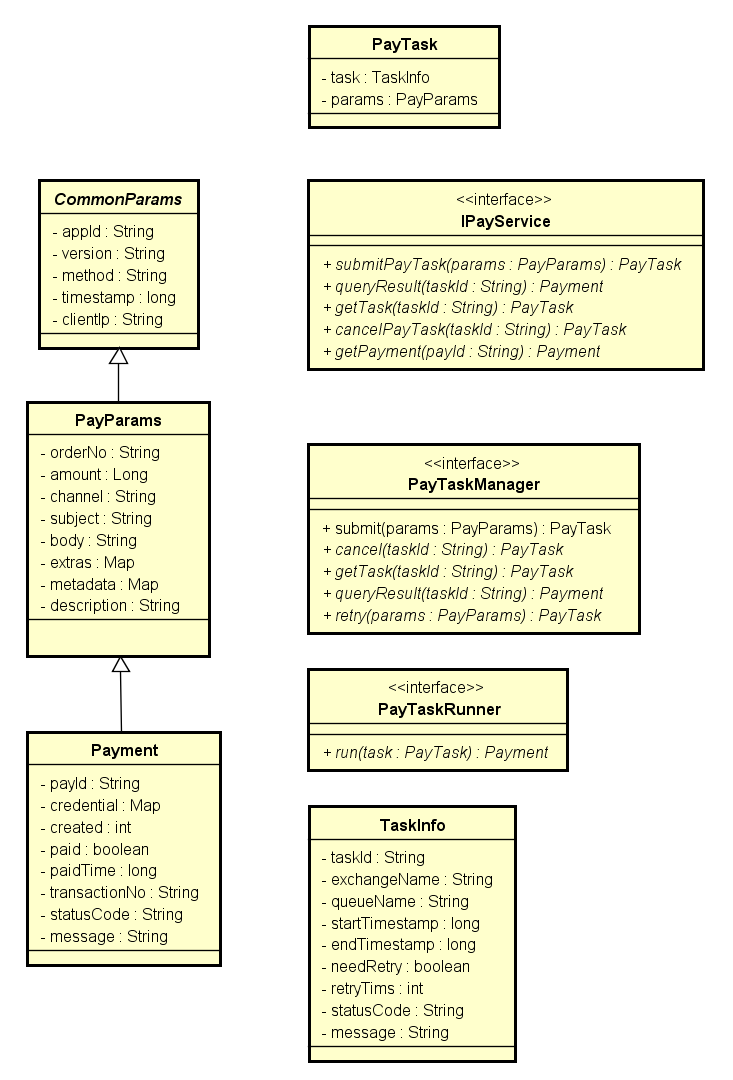 PayTask
- task : TaskInfo
- params : PayParams
CommonParams
- appId : String
- version : String
- method : String
- timestamp : long
- clientIp : String
<<interface>>
IPayService
+ submitPayTask(params : PayParams) : PayTask
+ queryResult(taskId : String) : Payment
+ getTask(taskId : String) : PayTask
+ cancelPayTask(taskId : String) : PayTask
+ getPayment(payId : String) : Payment
PayParams
- orderNo : String
- amount : Long
- channel : String
- subject : String
- body : String
- extras : Map
- metadata : Map
- description : String
<<interface>>
PayTaskManager
+ submit(params : PayParams) : PayTask
+ cancel(taskId : String) : PayTask
+ getTask(taskId : String) : PayTask
+ queryResult(taskId : String) : Payment
+ retry(params : PayParams) : PayTask
<<interface>>
PayTaskRunner
+ run(task : PayTask) : Payment
Payment
- payId : String
- credential : Map
- created : int
- paid : boolean
- paidTime : long
- transactionNo : String
- statusCode : String
- message : String
TaskInfo
- taskId : String
- exchangeName : String
- queueName : String
- startTimestamp : long
- endTimestamp : long
- needRetry : boolean
- retryTims : int
- statusCode : String
- message : String